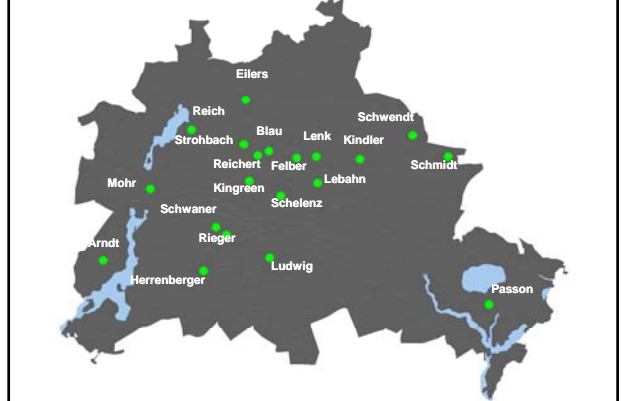 Eilers
Reich
Schwendt
Strohbach
Blau
Lenk
Kindler
Reichert
Felber
Schmidt
Mohr
Kingreen
Lebahn
Schelenz
Schwaner
Rieger
Arndt
Ludwig
Herrenberger
Passon